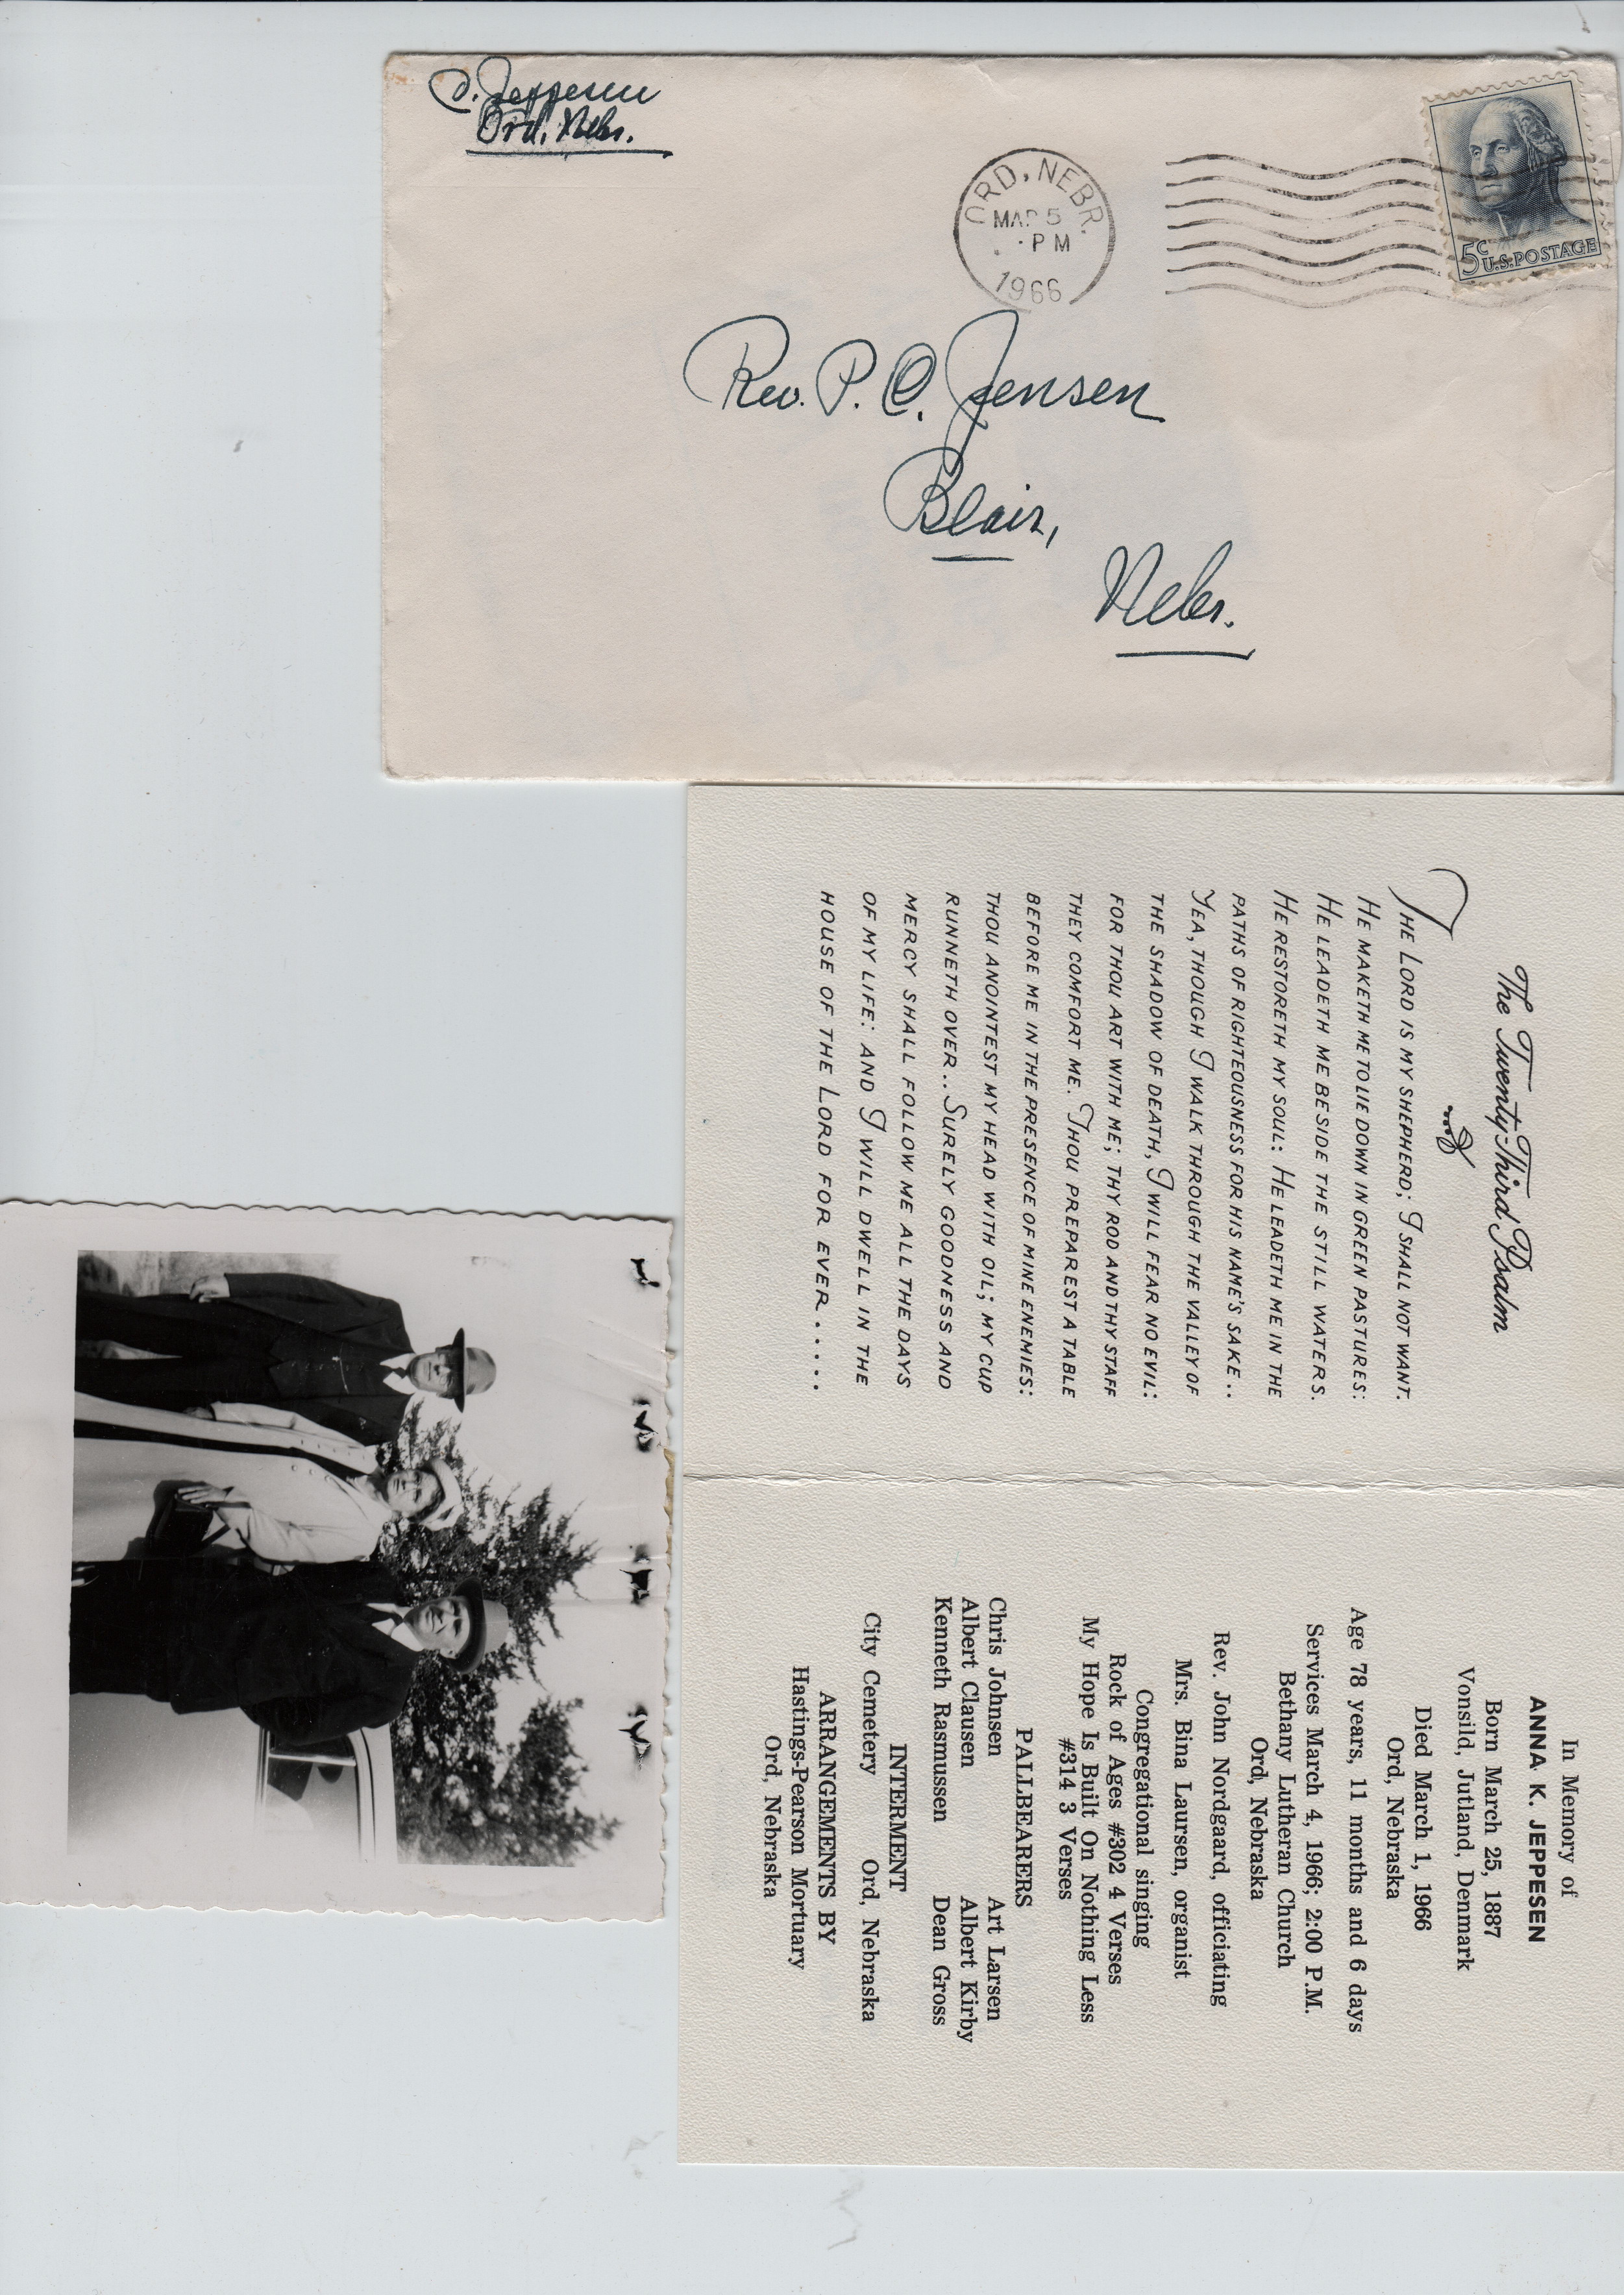 Jeppesen
Ord, Nebr.
ORD, NEBR.
MAR 5
PM
1966
5c U.S. POSTAGE
Rev. P. C. Jensen
Blair,
Nebr.
The Twenty-Third Psalm
THE LORD IS MY SHEPHERD; I SHALL NOT WANT.
HE MAKETH ME TO LIE DOWN IN GREEN PASTURES:
HE LEADETH ME BESIDE THE STILL WATERS.
HE RESTORETH MY SOUL: HE LEADETH ME IN THE
PATHS OF RIGHTEOUSNESS FOR HIS NAME'S SAKE..
YEA, THOUGH I WALK THROUGH THE VALLEY OF
THE SHADOW OF DEATH, I WILL FEAR NO EVIL:
FOR THOU ART WITH ME; THY ROD AND THY STAFF
THEY COMFORT ME. THOU PREPAREST A TABLE
BEFORE ME IN THE PRESENCE OF MINE ENEMIES:
THOU ANOINTEST MY HEAD WITH OIL; MY CUP
RUNNETH OVER.. SURELY GOODNESS AND
MERCY SHALL FOLLOW ME ALL THE DAYS
OF MY LIFE: AND I WILL DWELL IN THE
HOUSE OF THE LORD FOR EVER.....
In Memory of
ANNA K. JEPPESEN
Born March 25, 1887
Vonsild, Jutland, Denmark
Died March 1, 1966
Ord, Nebraska
Age 78 years, 11 months and 6 days
Services March 4, 1966; 2:00 P.M.
Bethany Lutheran Church
Ord, Nebraska
Rev. John Nordgaard, officiating
Mrs. Bina Laursen, organist
Congregational singing
Rock of Ages #302 4 Verses
My Hope Is Built On Nothing Less
#314 3 Verses
PALLBEARERS
Chris Johnsen Art Larsen
Albert Clausen Albert Kirby
Kenneth Rasmussen Dean Gross
INTERMENT
City Cemetery Ord, Nebraska
ARRANGEMENTS BY
Hastings-Pearson Mortuary
Ord, Nebraska